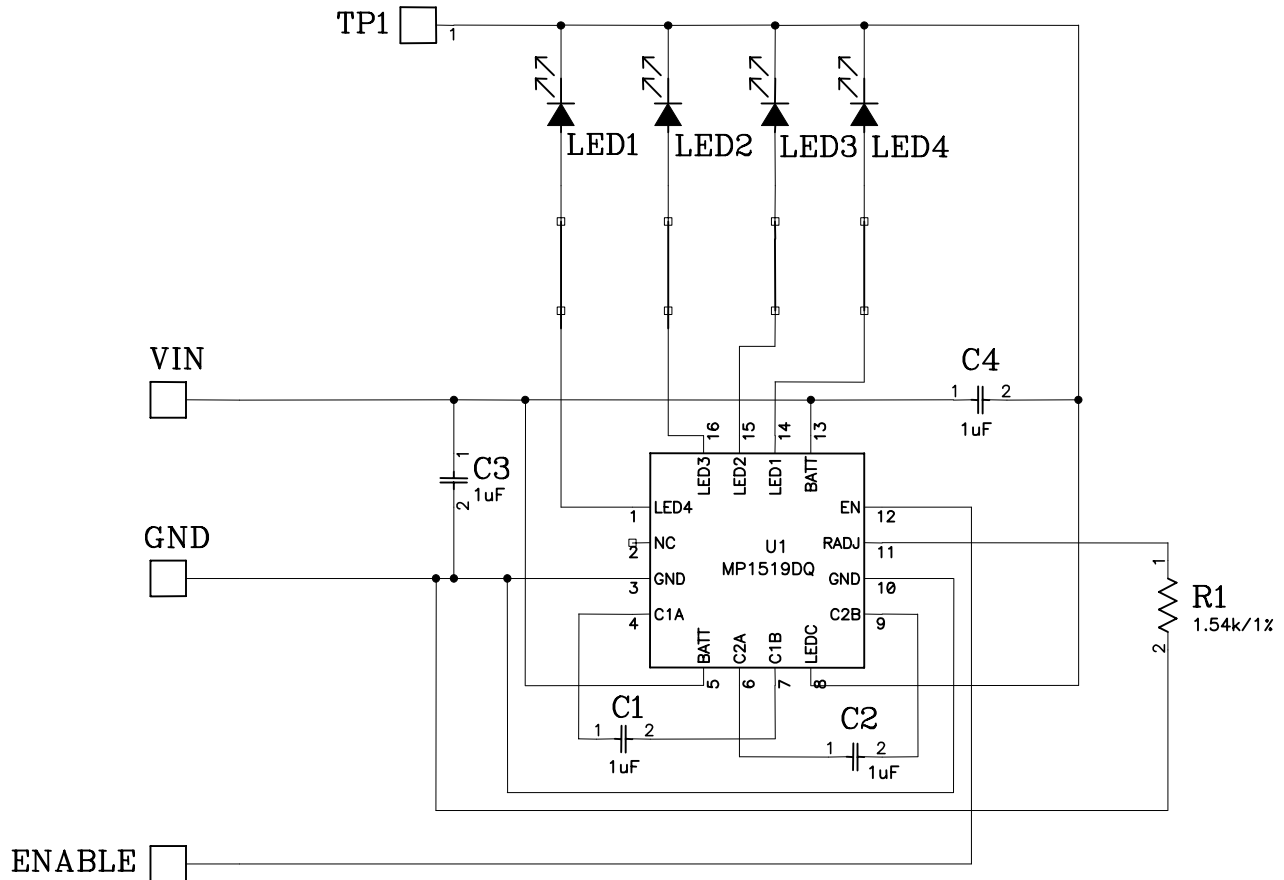 TP1
1
LED1
LED2
LED3
LED4
VIN
C4
1
2
1uF
16
15
14
13
1
C3
1uF
2
LED3
LED2
LED1
BATT
LED4
1
EN
12
GND
NC
2
U1
MP1519DQ
RADJ
11
1
GND
3
GND
10
R1
1.54k/1%
2
C1A
4
C2B
9
BATT
C2A
C1B
LEDC
5
6
7
8
C1
1
2
1uF
C2
1
2
1uF
ENABLE